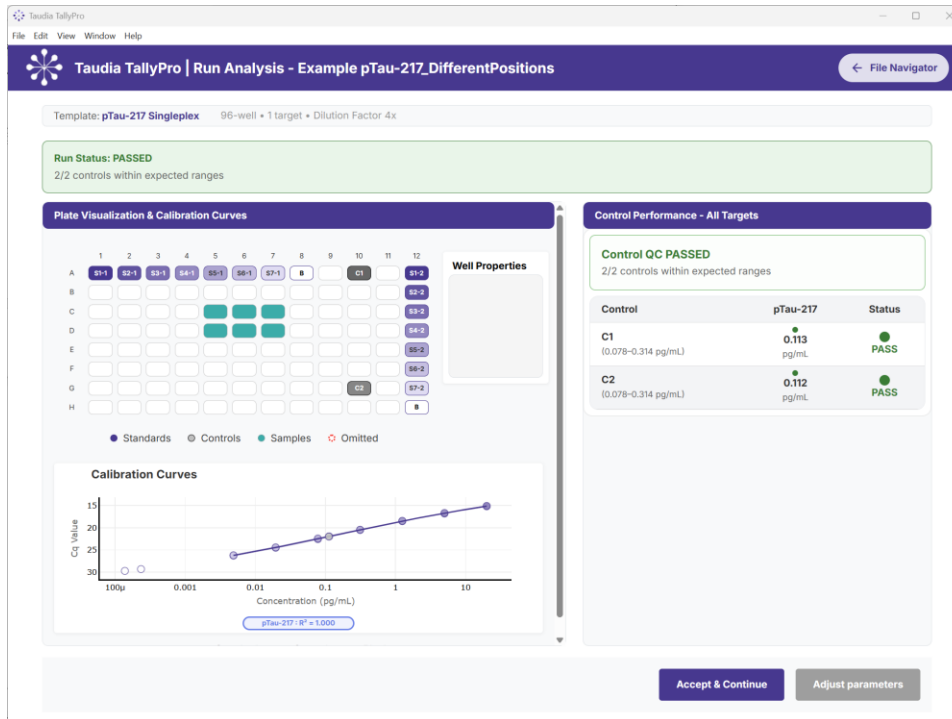 Taudia TallyPro
File Edit View Window Help
Taudia TallyPro | Run Analysis - Example pTau-217_DifferentPositions
← File Navigator
Template: pTau-217 Singleplex 96-well • 1 target • Dilution Factor 4x
Run Status: PASSED
2/2 controls within expected ranges
Plate Visualization & Calibration Curves
1 2 3 4 5 6 7 8 9 10 11 12
A S1-1 S2-1 S3-1 S4-1 S5-1 S6-1 S7-1 B C1 S1-2
B S2-2
C S3-2
D S4-2
E S5-2
F S6-2
G C2 S7-2
H B
Well Properties
Standards Controls Samples Omitted
Calibration Curves
Cq Value
15
20
25
30
100μ 0.001 0.01 0.1 1 10
Concentration (pg/mL)
pTau-217 : R² = 1.000
Control Performance - All Targets
Control QC PASSED
2/2 controls within expected ranges
Control pTau-217 Status
C1 0.113 PASS
(0.078–0.314 pg/mL) pg/mL
C2 0.112 PASS
(0.078–0.314 pg/mL) pg/mL
Accept & Continue Adjust parameters